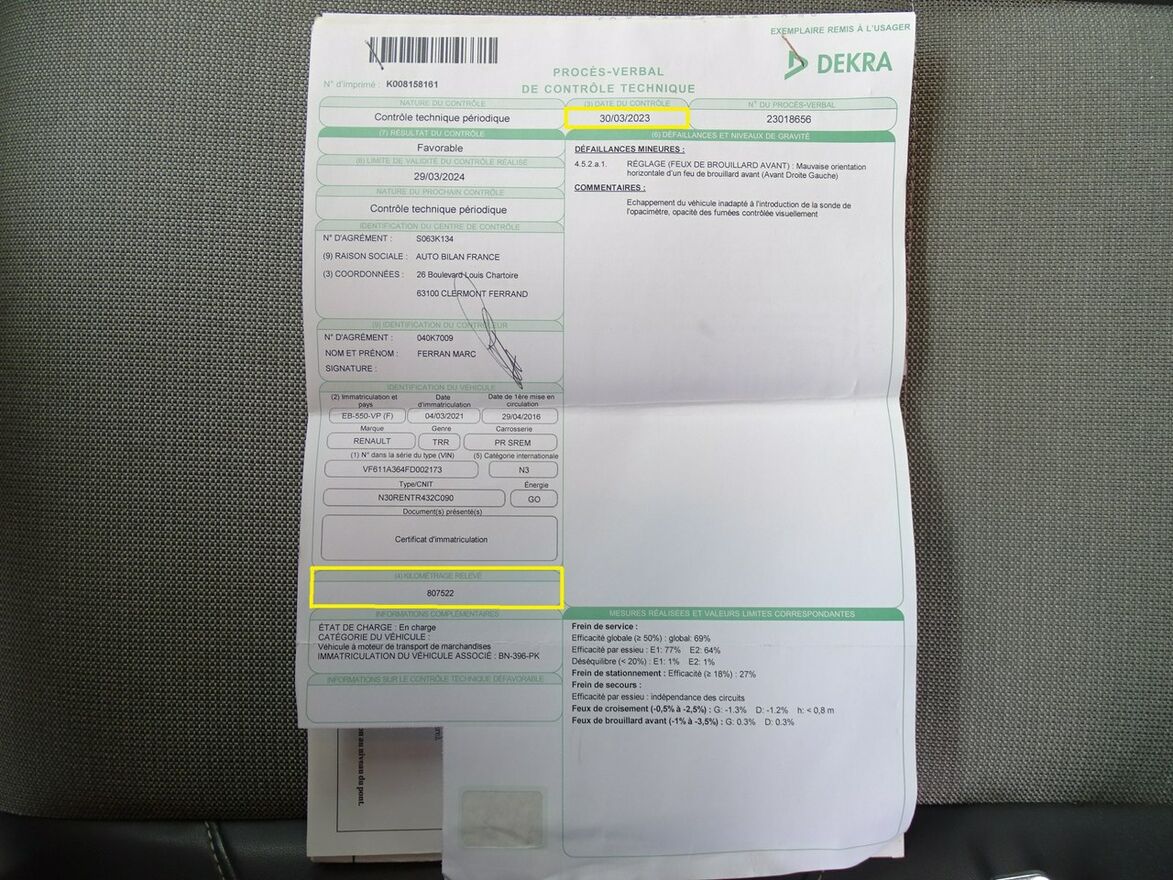 EXEMPLAIRE REMIS À L'USAGER
N° d'imprimé : K008158161
PROCÈS-VERBAL
DE CONTRÔLE TECHNIQUE
DEKRA
NATURE DU CONTRÔLE
Contrôle technique périodique
(3) DATE DU CONTRÔLE
30/03/2023
N° DU PROCÈS-VERBAL
23018656
(7) RÉSULTAT DU CONTRÔLE
Favorable
(8) LIMITE DE VALIDITÉ DU CONTRÔLE RÉALISÉ
29/03/2024
NATURE DU PROCHAIN CONTRÔLE
Contrôle technique périodique
IDENTIFICATION DU CENTRE DE CONTRÔLE
N° D'AGRÉMENT : S063K134
(9) RAISON SOCIALE : AUTO BILAN FRANCE
(3) COORDONNÉES : 26 Boulevard Louis Chartoire
63100 CLERMONT FERRAND
(9) IDENTIFICATION DU CONTRÔLEUR
N° D'AGRÉMENT : 040K7009
NOM ET PRÉNOM : FERRAN MARC
SIGNATURE :
IDENTIFICATION DU VÉHICULE
(2) Immatriculation et pays
Date d'immatriculation
Date de 1ère mise en circulation
EB-550-VP (F)
04/03/2021
29/04/2016
Marque
Genre
Carrosserie
RENAULT
TRR
PR SREM
(1) N° dans la série du type (VIN)
(5) Catégorie internationale
VF611A364FD002173
N3
Type/CNIT
Énergie
N30RENTR432C090
GO
Document(s) présenté(s)
Certificat d'immatriculation
(4) KILOMÉTRAGE RELEVÉ
807522
INFORMATIONS COMPLÉMENTAIRES
ÉTAT DE CHARGE : En charge
CATÉGORIE DU VÉHICULE :
Véhicule à moteur de transport de marchandises
IMMATRICULATION DU VÉHICULE ASSOCIÉ : BN-396-PK
INFORMATIONS SUR LE CONTRÔLE TECHNIQUE DÉFAVORABLE
(6) DÉFAILLANCES ET NIVEAUX DE GRAVITÉ
DÉFAILLANCES MINEURES :
4.5.2.a.1. RÉGLAGE (FEUX DE BROUILLARD AVANT) : Mauvaise orientation
horizontale d'un feu de brouillard avant (Avant Droite Gauche)
COMMENTAIRES :
Echappement du véhicule inadapté à l'introduction de la sonde de
l'opacimètre, opacité des fumées contrôlée visuellement
MESURES RÉALISÉES ET VALEURS LIMITES CORRESPONDANTES
Frein de service :
Efficacité globale (≥ 50%) : global: 69%
Efficacité par essieu : E1: 77% E2: 64%
Déséquilibre (< 20%) : E1: 1% E2: 1%
Frein de stationnement : Efficacité (≥ 18%) : 27%
Frein de secours :
Efficacité par essieu : indépendance des circuits
Feux de croisement (-0,5% à -2,5%) : G: -1.3% D: -1.2% h: < 0,8 m
Feux de brouillard avant (-1% à -3,5%) : G: 0.3% D: 0.3%
au niveau du pont.